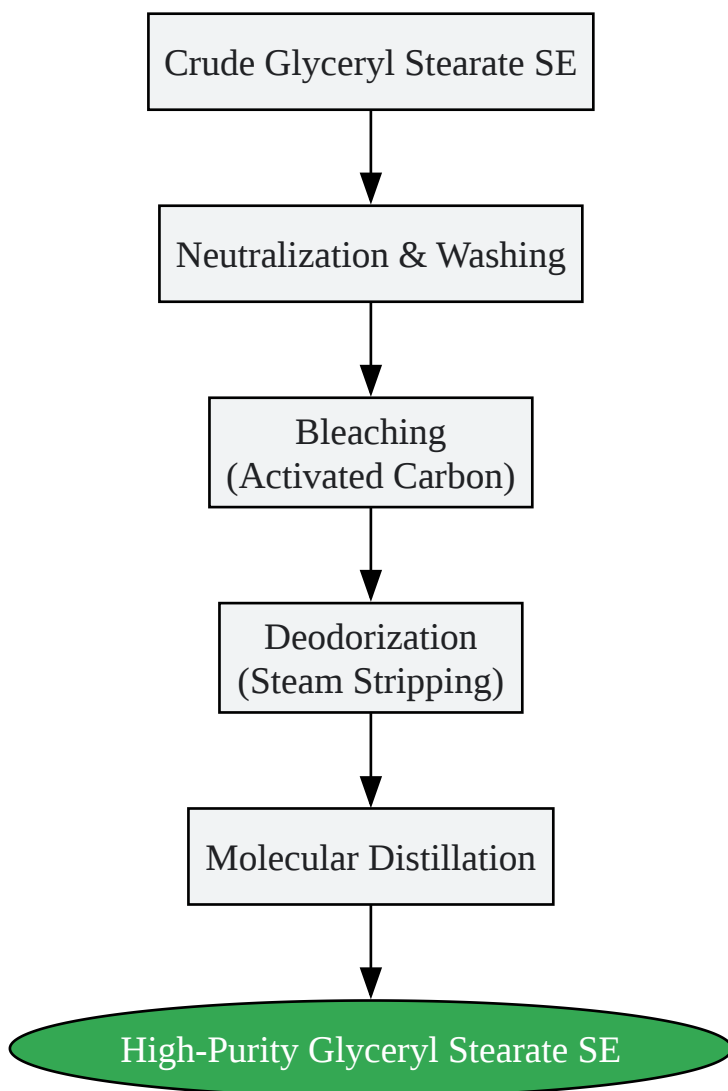 Crude Glyceryl Stearate SE
Neutralization & Washing
Bleaching
(Activated Carbon)
Deodorization
(Steam Stripping)
Molecular Distillation
High-Purity Glyceryl Stearate SE